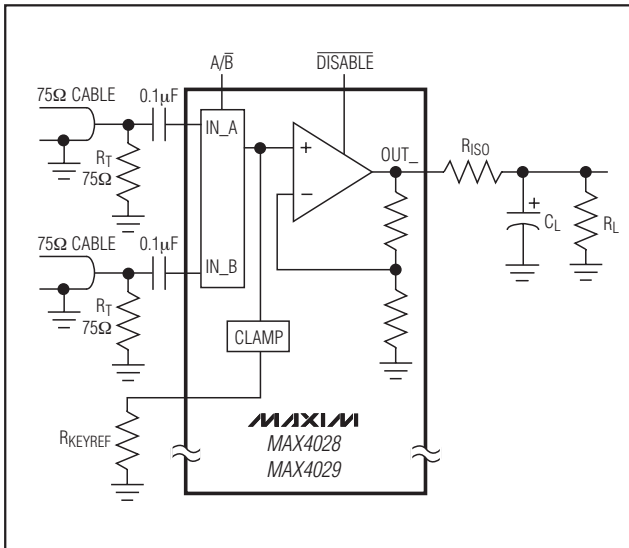 A/B̅
D̅I̅S̅A̅B̅L̅E̅
75Ω CABLE
0.1µF
IN_A
+
OUT_
RISO
RT
75Ω
−
+
CL
RL
75Ω CABLE
0.1µF
IN_B
RT
75Ω
CLAMP
RKEYREF
MAXIM
MAX4028
MAX4029